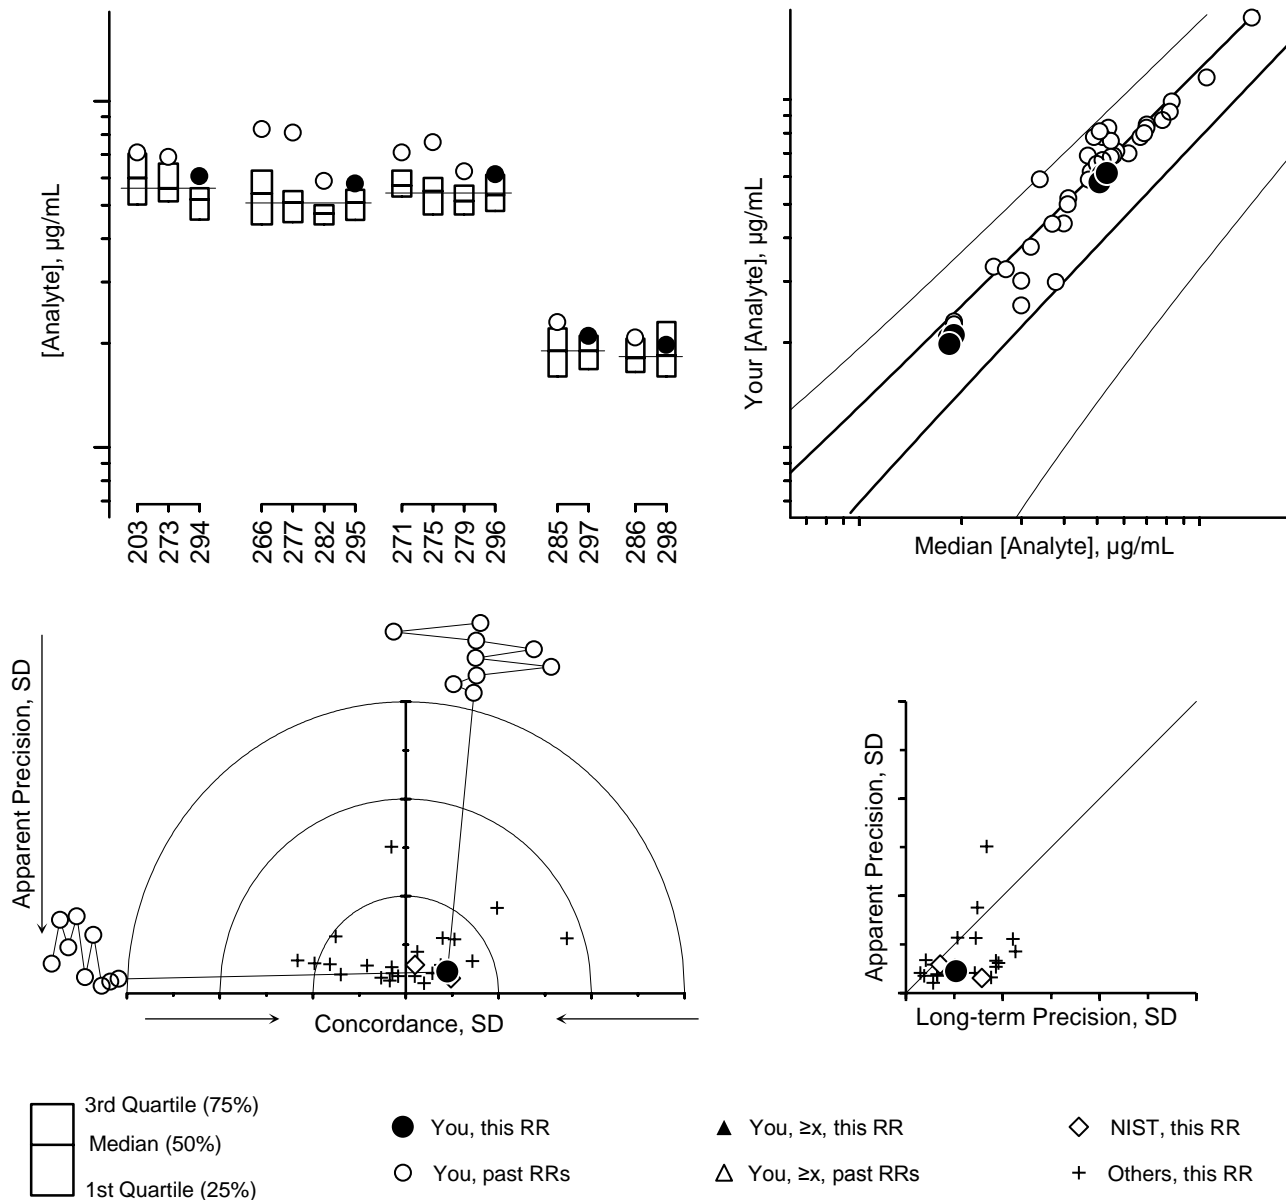 [Analyte], µg/mL
203
273
294
266
277
282
295
271
275
279
296
285
297
286
298
Your [Analyte], µg/mL
Median [Analyte], µg/mL
Apparent Precision, SD
Concordance, SD
Apparent Precision, SD
Long-term Precision, SD
3rd Quartile (75%)
Median (50%)
1st Quartile (25%)
You, this RR
You, past RRs
You, ≥x, this RR
You, ≥x, past RRs
NIST, this RR
Others, this RR